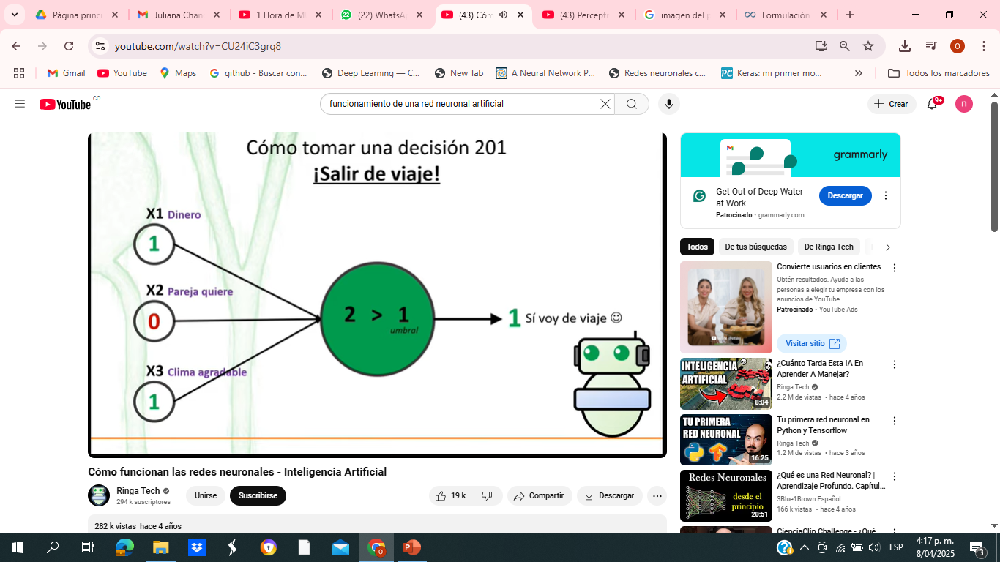 Página princi
Juliana Chan
1 Hora de M
(22) WhatsA
(43) Cóm
(43) Percept
imagen del p
Formulación
youtube.com/watch?v=CU24iC3grq8
O
Gmail
YouTube
Maps
github - Buscar con...
Deep Learning — C...
New Tab
A Neural Network P...
Redes neuronales c...
Keras: mi primer mo...
Todos los marcadores
YouTube CO
funcionamiento de una red neuronal artificial
Crear
9+
n
Cómo tomar una decisión 201
¡Salir de viaje!
X1 Dinero
1
X2 Pareja quiere
0
X3 Clima agradable
1
2 > 1
umbral
1 Sí voy de viaje ☺
Cómo funcionan las redes neuronales - Inteligencia Artificial
Ringa Tech
294 k suscriptores
Unirse
Suscribirse
19 k
Compartir
Descargar
282 k vistas hace 4 años
grammarly
Get Out of Deep Water
at Work
Patrocinado · grammarly.com
Descargar
Todos
De tus búsquedas
De Ringa Tech
Convierte usuarios en clientes
Obtén resultados. Ayuda a las
personas a elegir tu empresa con los
anuncios de YouTube.
Patrocinado · YouTube Ads
Visitar sitio
INTELIGENCIA
ARTIFICIAL
8:04
¿Cuánto Tarda Esta IA En
Aprender A Manejar?
Ringa Tech
2.2 M de vistas · hace 4 años
TU PRIMERA
RED NEURONAL
16:25
Tu primera red neuronal en
Python y Tensorflow
Ringa Tech
1.2 M de vistas · hace 3 años
Redes Neuronales
desde el
principio
20:51
¿Qué es una Red Neuronal? |
Aprendizaje Profundo. Capítul...
3Blue1Brown Español
166 k vistas · hace 4 años
CienciaClip Challenge - ¿Qué
ESP
4:17 p. m.
8/04/2025
3